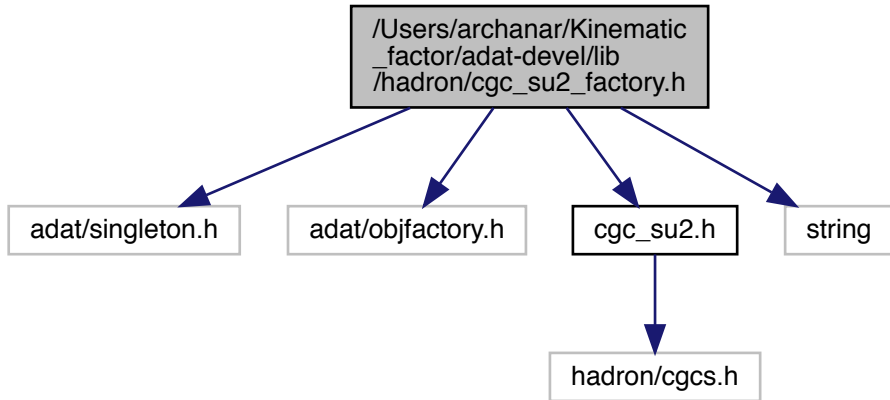 /Users/archanar/Kinematic
_factor/adat-devel/lib
/hadron/cgc_su2_factory.h
adat/singleton.h
adat/objfactory.h
cgc_su2.h
string
hadron/cgcs.h